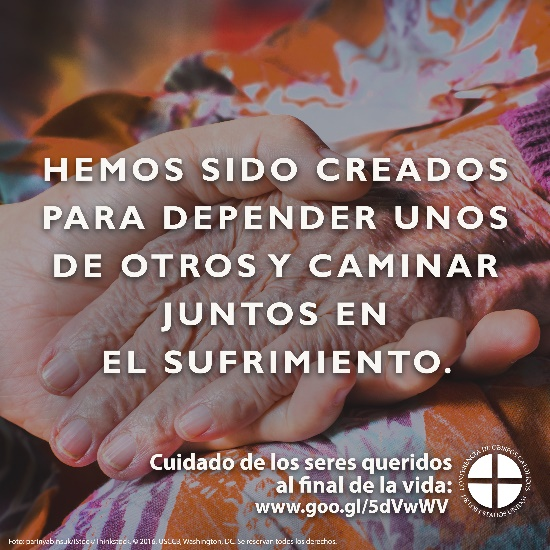 HEMOS SIDO CREADOS
PARA DEPENDER UNOS
DE OTROS Y CAMINAR
JUNTOS EN
EL SUFRIMIENTO.
Cuidado de los seres queridos
al final de la vida:
www.goo.gl/5dVwWV
CONFERENCIA DE OBISPOS CATÓLICOS
DE LOS ESTADOS UNIDOS
Foto: parinyabinsuk/iStock/Thinkstock. © 2016, USCCB, Washington, DC. Se reservan todos los derechos.